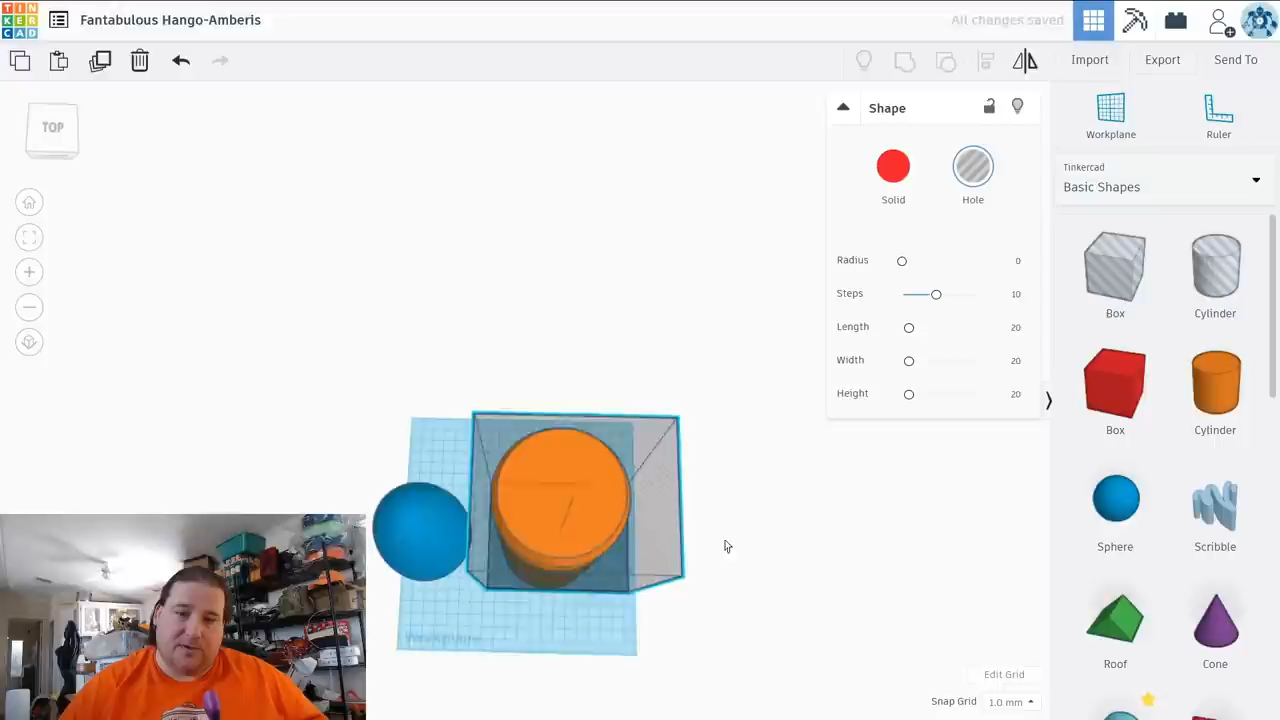 TIN
KER
CAD
Fantabulous Hango-Amberis
All changes saved
Import
Export
Send To
TOP
Shape
Solid
Hole
Radius 0
Steps 10
Length 20
Width 20
Height 20
Workplane
Ruler
Tinkercad
Basic Shapes
Box
Cylinder
Box
Cylinder
Sphere
Scribble
Roof
Cone
Edit Grid
Snap Grid 1.0 mm